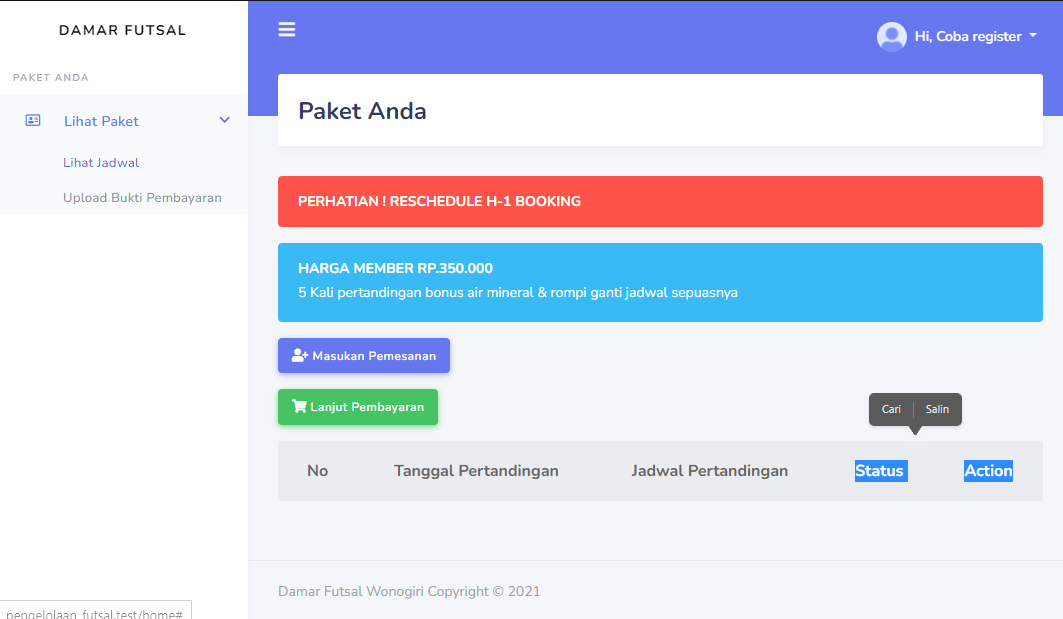 DAMAR FUTSAL
Hi, Coba register
PAKET ANDA
Paket Anda
Lihat Paket
Lihat Jadwal
Upload Bukti Pembayaran
PERHATIAN ! RESCHEDULE H-1 BOOKING
HARGA MEMBER RP.350.000
5 Kali pertandingan bonus air mineral & rompi ganti jadwal sepuasnya
Masukan Pemesanan
Lanjut Pembayaran
Cari Salin
No Tanggal Pertandingan Jadwal Pertandingan Status Action
Damar Futsal Wonogiri Copyright © 2021
pengelolaan_futsal.test/home#